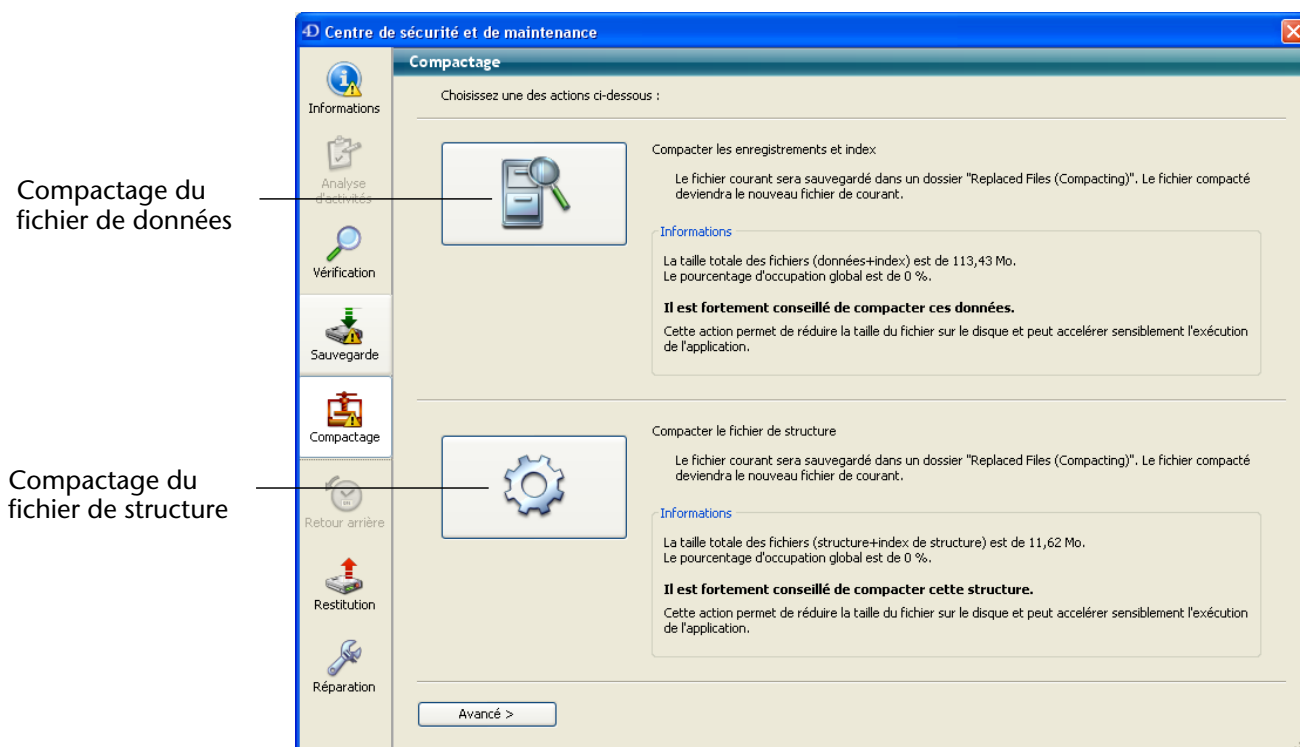 4D Centre de sécurité et de maintenance
Compactage
Choisissez une des actions ci-dessous :
Informations
Analyse
d'activités
Vérification
Sauvegarde
Compactage
Retour arrière
Restitution
Réparation
Compactage du
fichier de données
Compacter les enregistrements et index
Le fichier courant sera sauvegardé dans un dossier "Replaced Files (Compacting)". Le fichier compacté
deviendra le nouveau fichier de courant.
Informations
La taille totale des fichiers (données+index) est de 113,43 Mo.
Le pourcentage d'occupation global est de 0 %.
Il est fortement conseillé de compacter ces données.
Cette action permet de réduire la taille du fichier sur le disque et peut accelérer sensiblement l'exécution
de l'application.
Compactage du
fichier de structure
Compacter le fichier de structure
Le fichier courant sera sauvegardé dans un dossier "Replaced Files (Compacting)". Le fichier compacté
deviendra le nouveau fichier de courant.
Informations
La taille totale des fichiers (structure+index de structure) est de 11,62 Mo.
Le pourcentage d'occupation global est de 0 %.
Il est fortement conseillé de compacter cette structure.
Cette action permet de réduire la taille du fichier sur le disque et peut accelérer sensiblement l'exécution
de l'application.
Avancé >